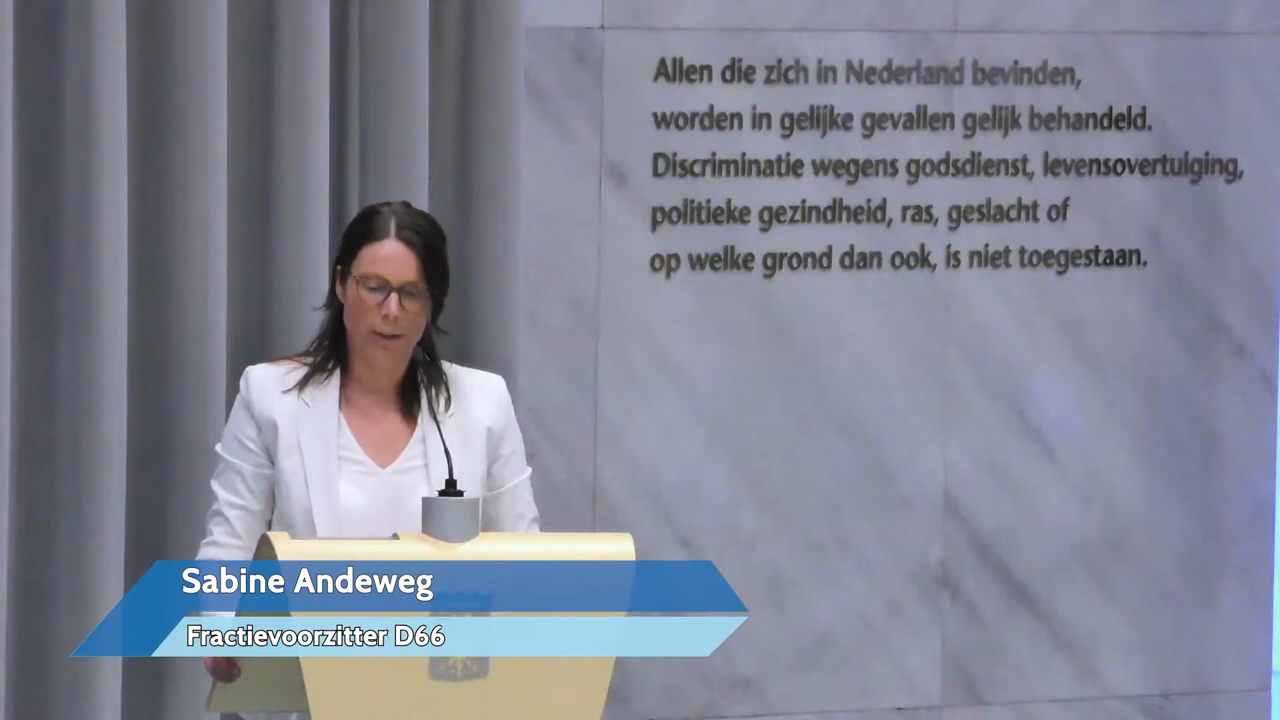 Allen die zich in Nederland bevinden,
worden in gelijke gevallen gelijk behandeld.
Discriminatie wegens godsdienst, levensovertuiging,
politieke gezindheid, ras, geslacht of
op welke grond dan ook, is niet toegestaan.
Sabine Andeweg
Fractievoorzitter D66